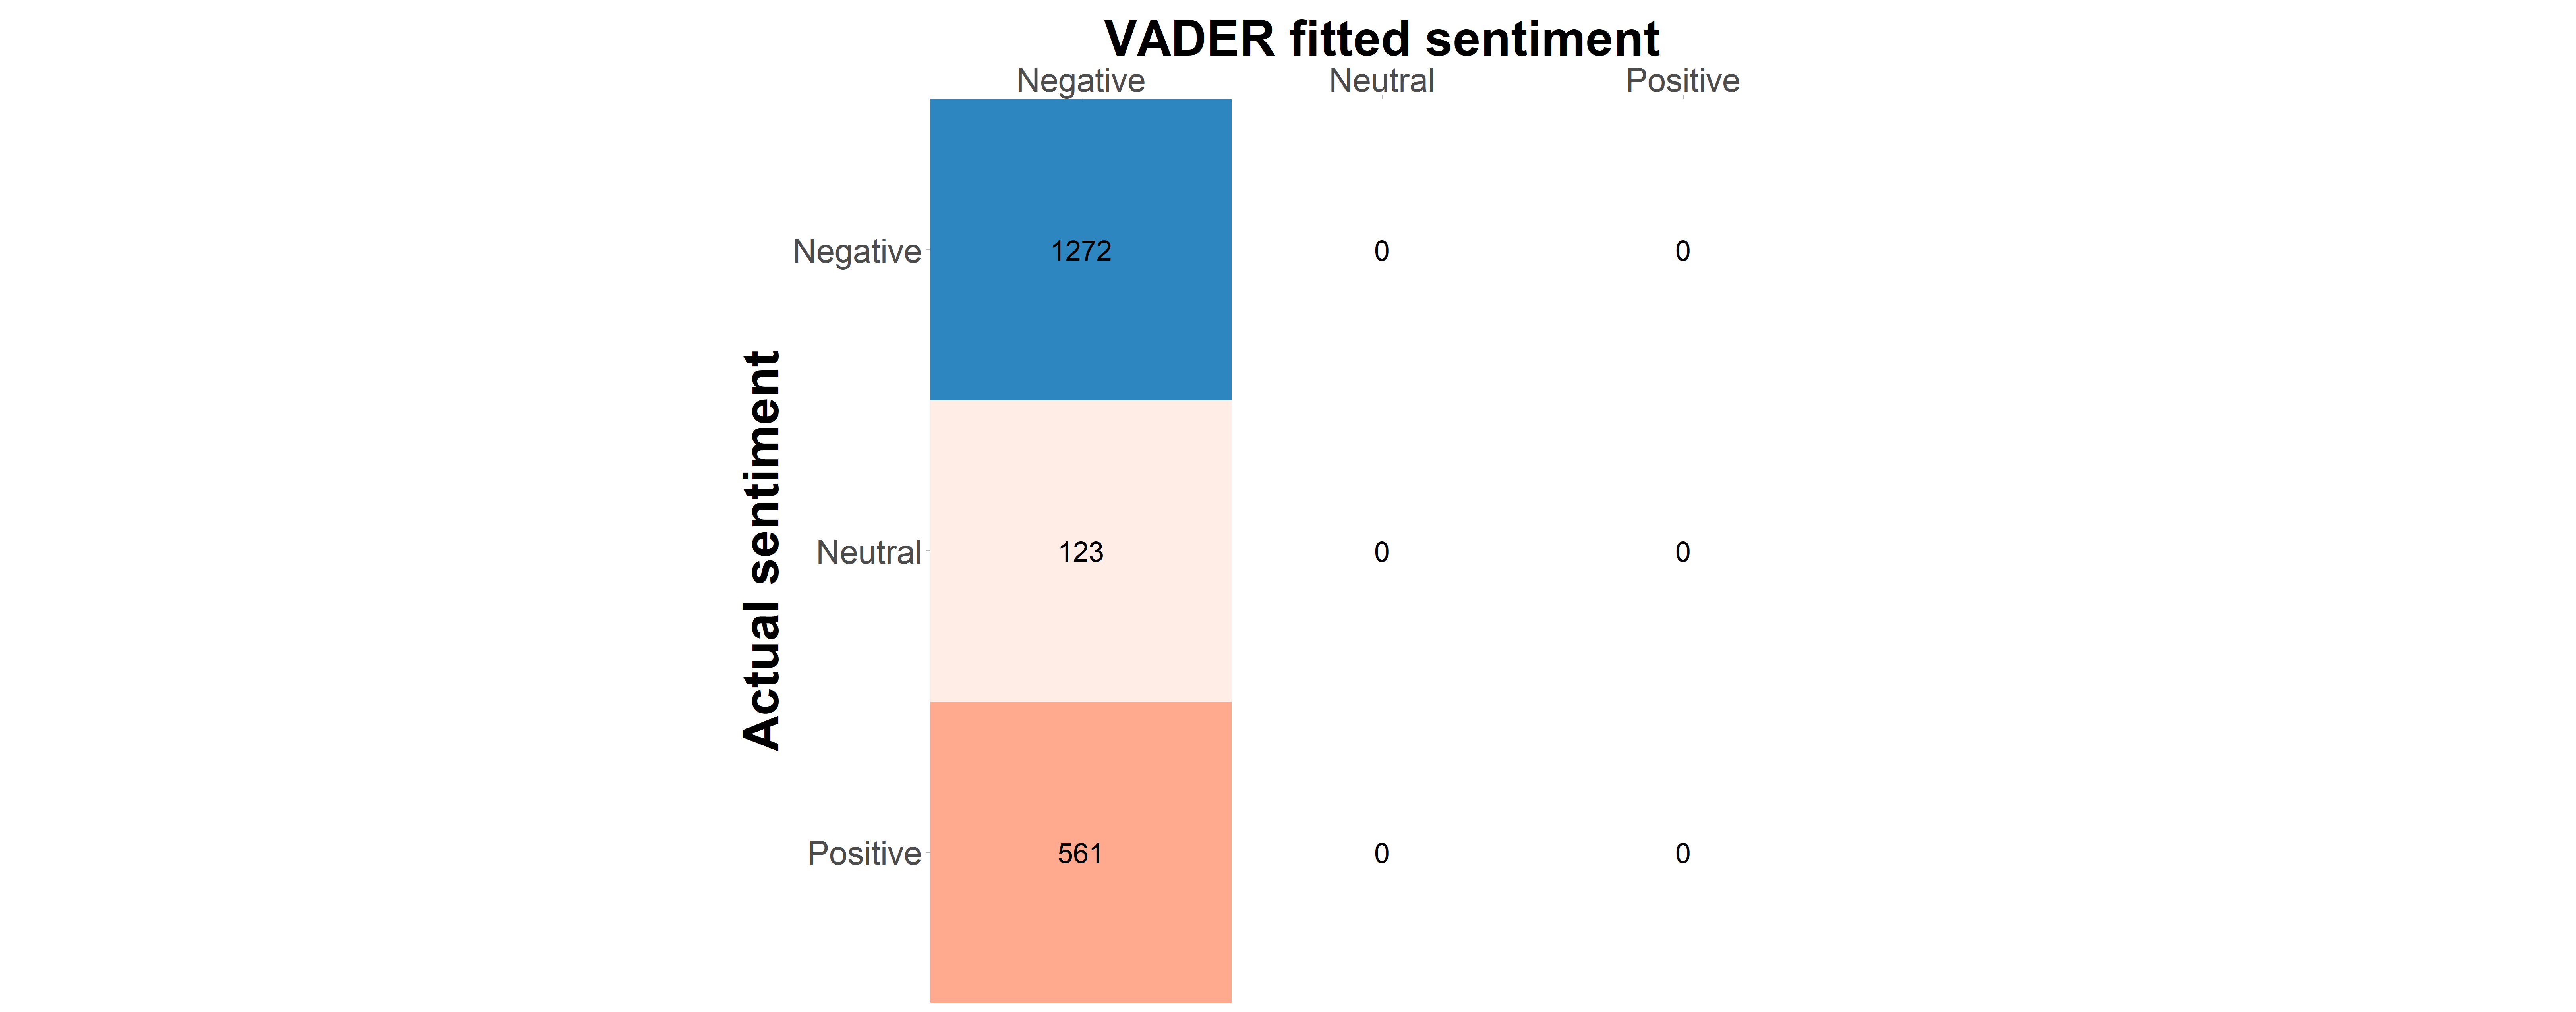 VADER fitted sentiment
Negative Neutral Positive
Actual sentiment
Negative 1272 0 0
Neutral 123 0 0
Positive 561 0 0